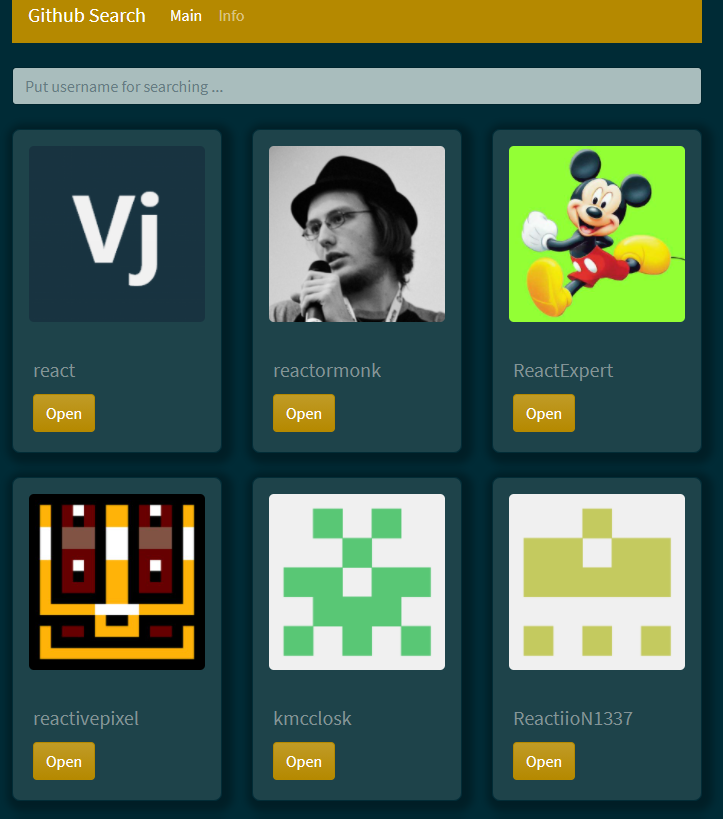 Github Search Main Info
Put username for searching ...
Vj
react reactormonk ReactExpert
Open Open Open
reactivepixel kmcclosk ReactiioN1337
Open Open Open